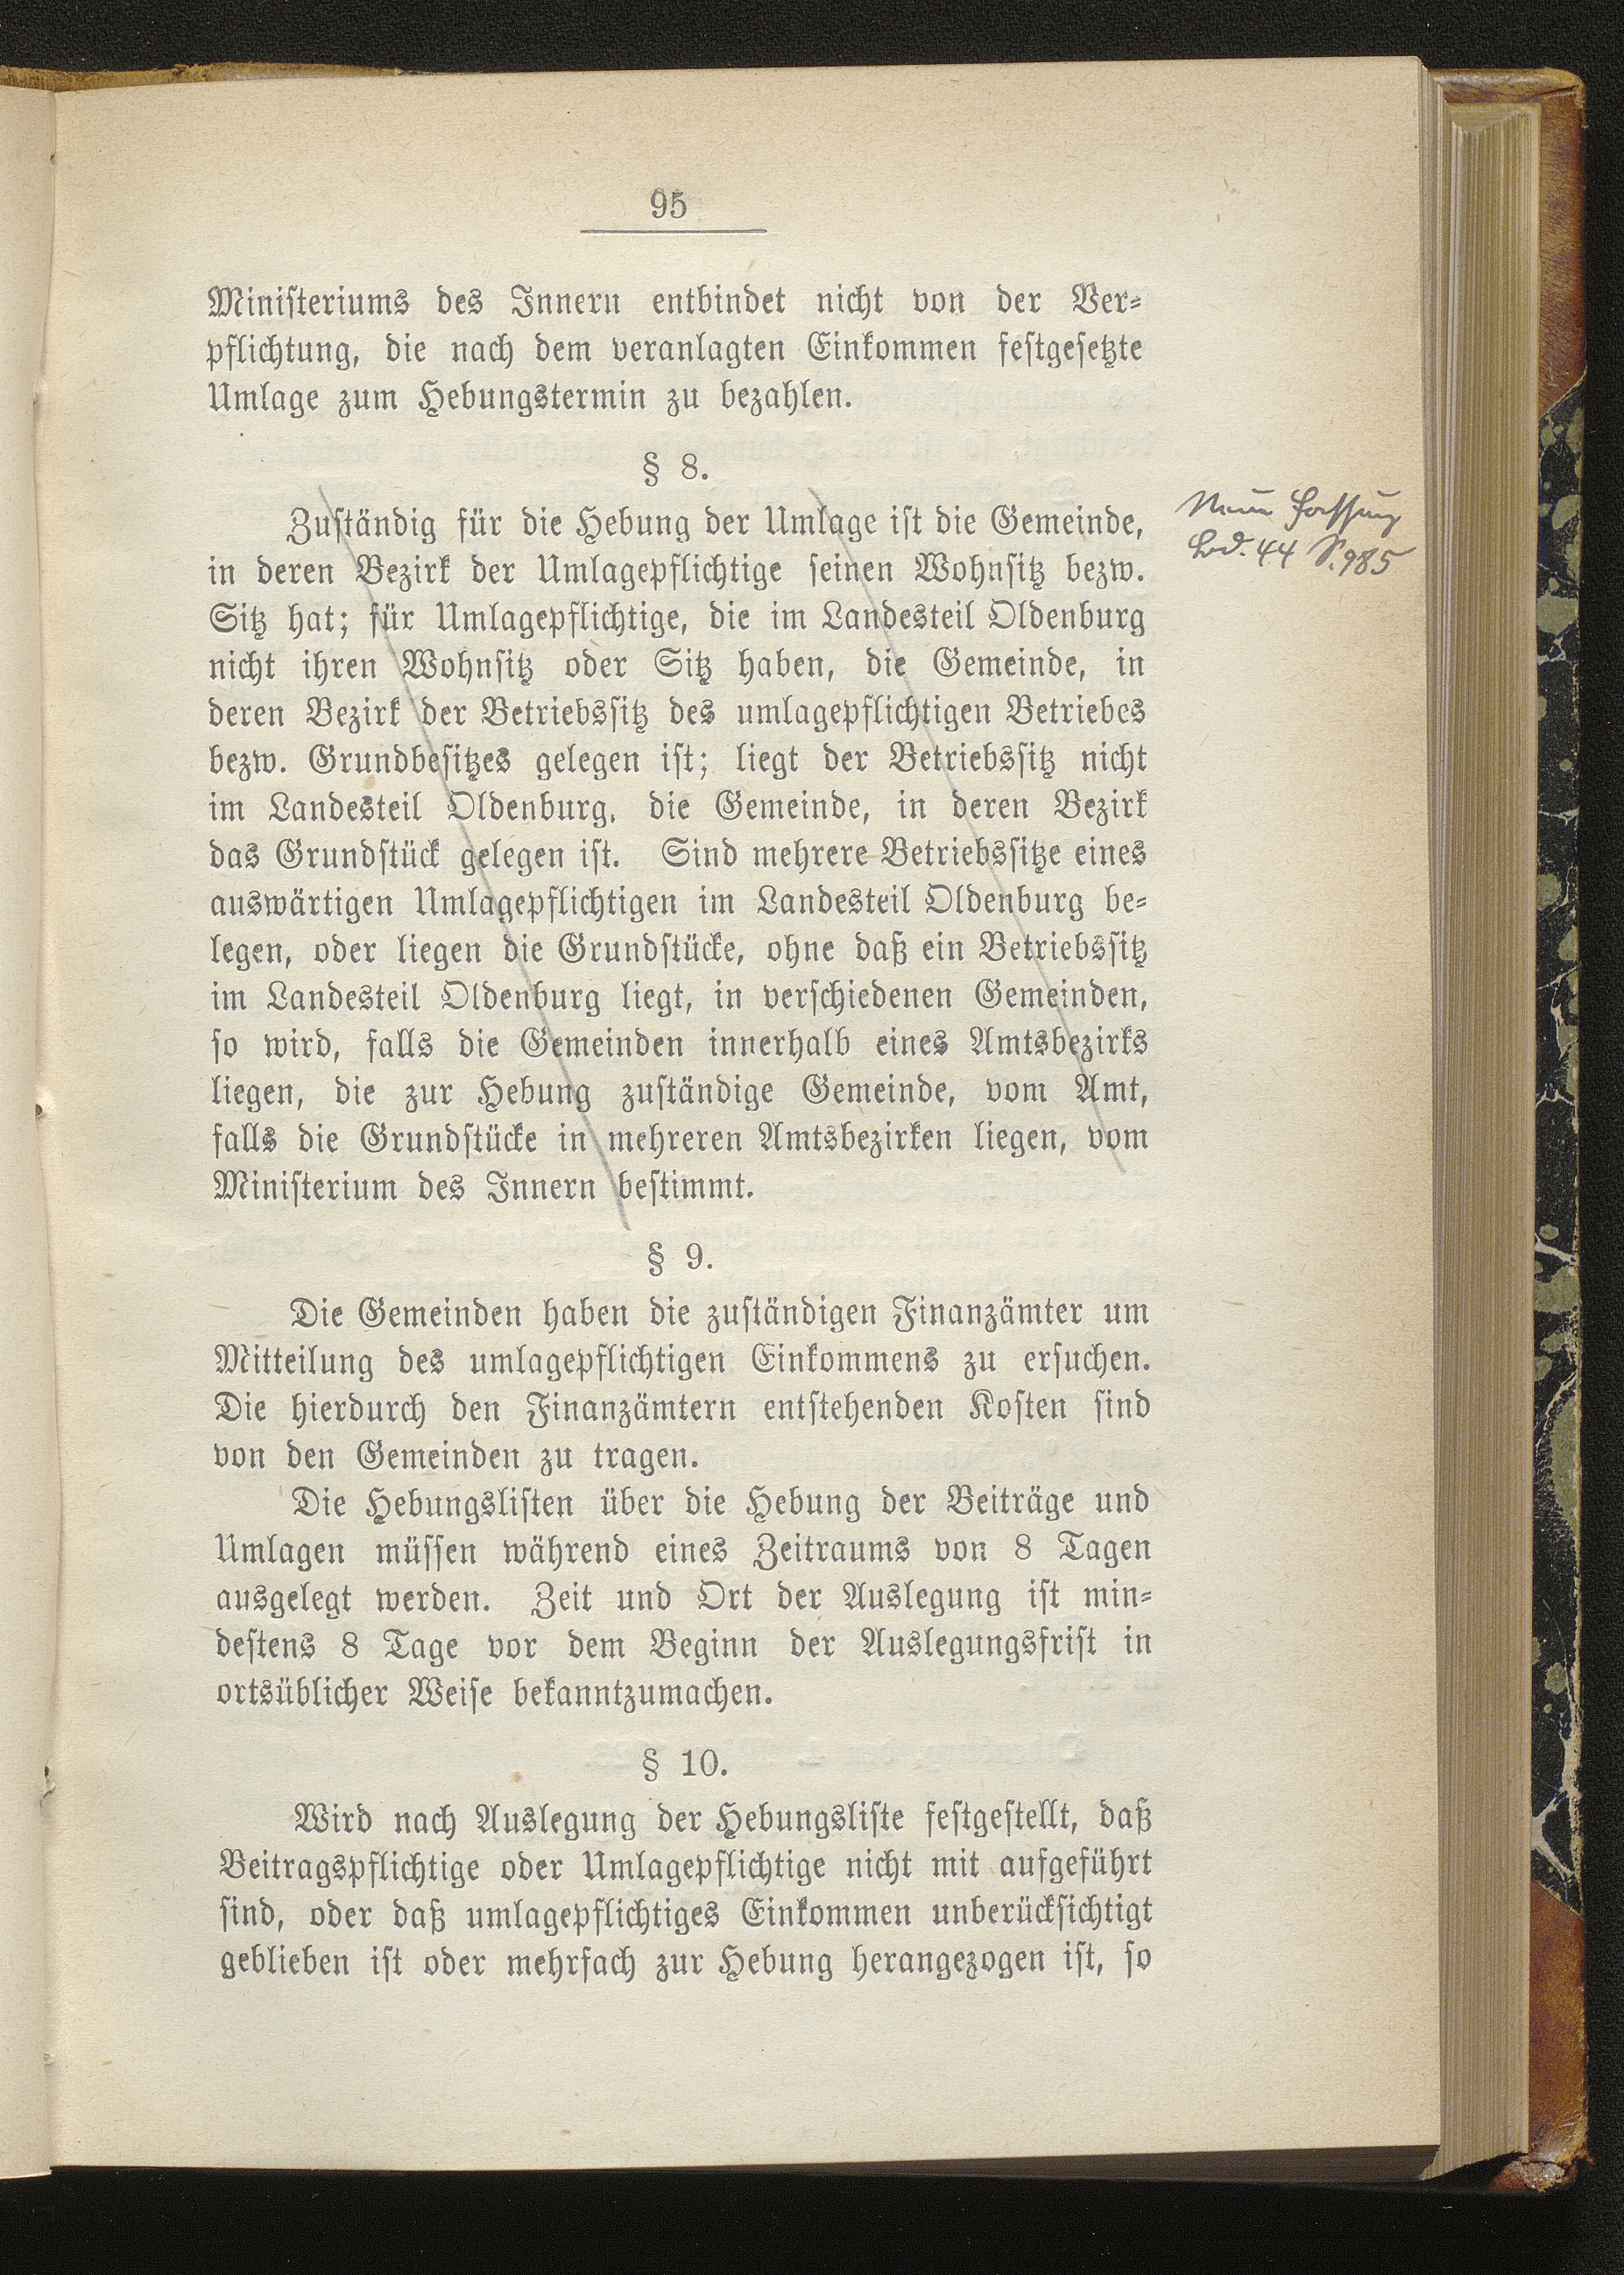 95
Ministeriums des Innern entbindet nicht von der Ver-
pflichtung, die nach dem veranlagten Einkommen festgesetzte
Umlage zum Hebungstermin zu bezahlen.
§ 8.
Zuständig für die Hebung der Umlage ist die Gemeinde,
in deren Bezirk der Umlagepflichtige seinen Wohnsitz bezw.
Sitz hat; für Umlagepflichtige, die im Landesteil Oldenburg
nicht ihren Wohnsitz oder Sitz haben, die Gemeinde, in
deren Bezirk der Betriebssitz des umlagepflichtigen Betriebes
bezw. Grundbesitzes gelegen ist; liegt der Betriebssitz nicht
im Landesteil Oldenburg, die Gemeinde, in deren Bezirk
das Grundstück gelegen ist. Sind mehrere Betriebssitze eines
auswärtigen Umlagepflichtigen im Landesteil Oldenburg be-
legen, oder liegen die Grundstücke, ohne daß ein Betriebssitz
im Landesteil Oldenburg liegt, in verschiedenen Gemeinden,
so wird, falls die Gemeinden innerhalb eines Amtsbezirks
liegen, die zur Hebung zuständige Gemeinde, vom Amt,
falls die Grundstücke in mehreren Amtsbezirken liegen, vom
Ministerium des Innern bestimmt.
Neue Fassung
Bd. 44 S. 985
§ 9.
Die Gemeinden haben die zuständigen Finanzämter um
Mitteilung des umlagepflichtigen Einkommens zu ersuchen.
Die hierdurch den Finanzämtern entstehenden Kosten sind
von den Gemeinden zu tragen.
Die Hebungslisten über die Hebung der Beiträge und
Umlagen müssen während eines Zeitraums von 8 Tagen
ausgelegt werden. Zeit und Ort der Auslegung ist min-
destens 8 Tage vor dem Beginn der Auslegungsfrist in
ortsüblicher Weise bekanntzumachen.
§ 10.
Wird nach Auslegung der Hebungsliste festgestellt, daß
Beitragspflichtige oder Umlagepflichtige nicht mit aufgeführt
sind, oder daß umlagepflichtiges Einkommen unberücksichtigt
geblieben ist oder mehrfach zur Hebung herangezogen ist, so